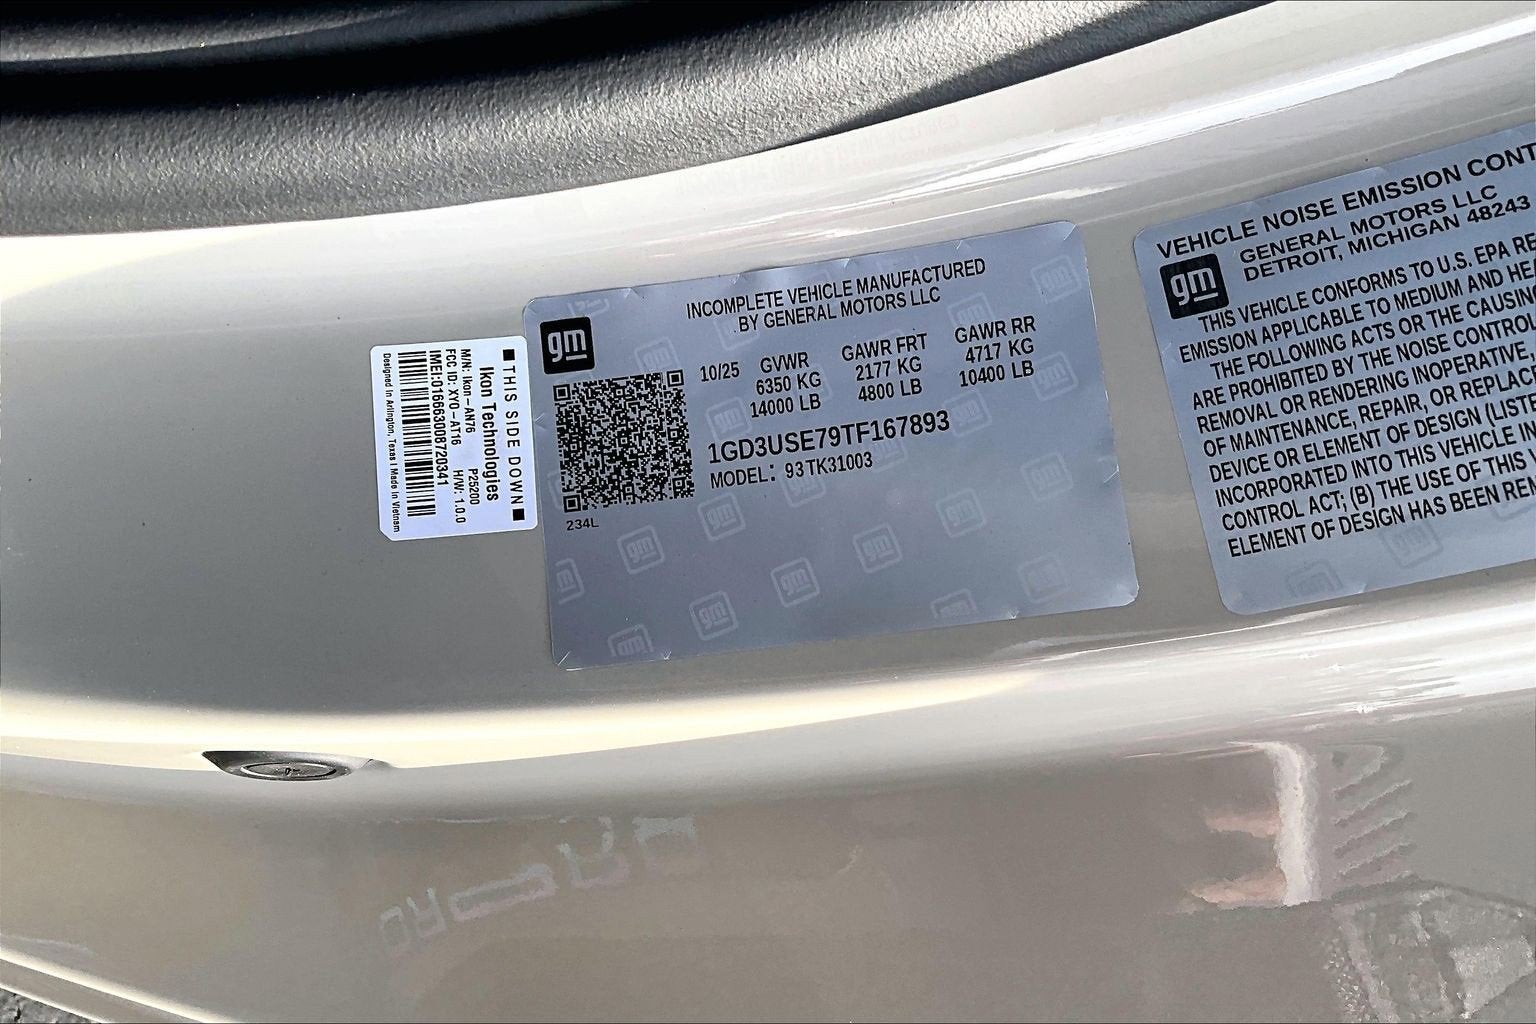 ■ THIS SIDE DOWN ■
Ikon Technologies
M/N: Ikon-AN76 P25200
FCC ID: XYO-AT16 H/W: 1.0.0
IMEI:016663008720341
Designed in Arlington, Texas | Made in Vietnam
gm
INCOMPLETE VEHICLE MANUFACTURED
BY GENERAL MOTORS LLC
10/25 GVWR GAWR FRT GAWR RR
6350 KG 2177 KG 4717 KG
14000 LB 4800 LB 10400 LB
1GD3USE79TF167893
MODEL: 93TK31003
234L
VEHICLE NOISE EMISSION CONT
gm
GENERAL MOTORS LLC
DETROIT, MICHIGAN 48243
THIS VEHICLE CONFORMS TO U.S. EPA RE
EMISSION APPLICABLE TO MEDIUM AND HE
THE FOLLOWING ACTS OR THE CAUSIN
ARE PROHIBITED BY THE NOISE CONTRO
REMOVAL OR RENDERING INOPERATIVE,
OF MAINTENANCE, REPAIR, OR REPLAC
DEVICE OR ELEMENT OF DESIGN (LISTE
INCORPORATED INTO THIS VEHICLE IN
CONTROL ACT; (B) THE USE OF THIS V
ELEMENT OF DESIGN HAS BEEN REM